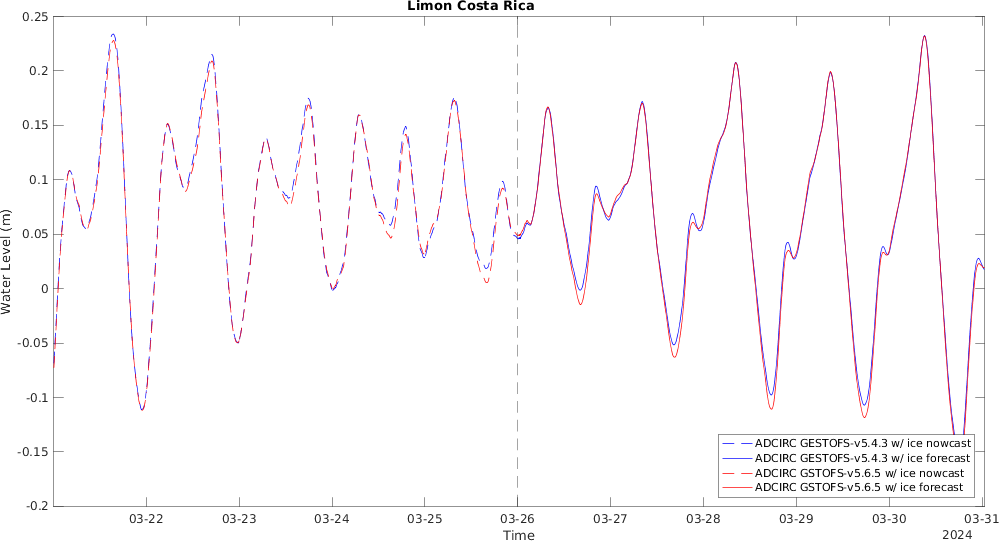 Limon Costa Rica
0.25
0.2
0.15
0.1
0.05
0
-0.05
-0.1
-0.15
-0.2
Water Level (m)
ADCIRC GESTOFS-v5.4.3 w/ ice nowcast
ADCIRC GESTOFS-v5.4.3 w/ ice forecast
ADCIRC GSTOFS-v5.6.5 w/ ice nowcast
ADCIRC GSTOFS-v5.6.5 w/ ice forecast
03-22 03-23 03-24 03-25 03-26 03-27 03-28 03-29 03-30 03-31
Time
2024